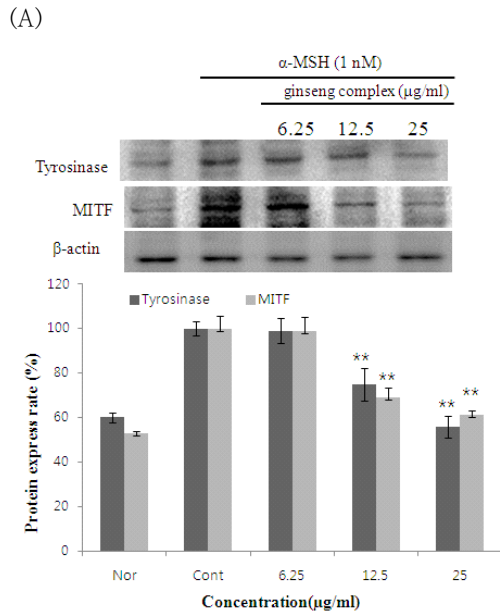 (A)
α-MSH (1 nM)
ginseng complex (μg/ml)
6.25 12.5 25
Tyrosinase
MITF
β-actin
120
Tyrosinase MITF
100
80
60
40
20
0
** ** ** **
Protein express rate (%)
Nor Cont 6.25 12.5 25
Concentration(μg/ml)